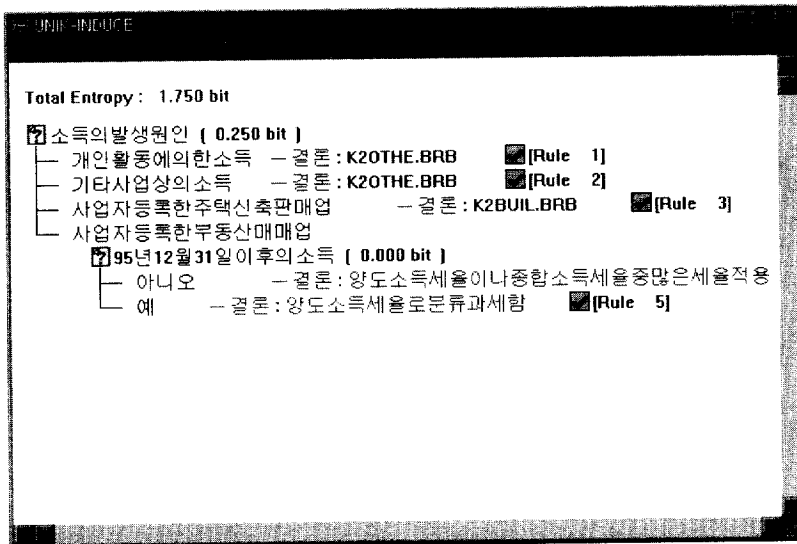 UNIK-INDUCE
Total Entropy : 1.750 bit
? 소득의발생원인 ( 0.250 bit )
개인활동에의한소득 – 결론 : K2OTHE.BRB [Rule 1]
기타사업상의소득 – 결론 : K2OTHE.BRB [Rule 2]
사업자등록한주택신축판매업 – 결론 : K2BUIL.BRB [Rule 3]
사업자등록한부동산매매업
? 95년12월31일이후의소득 ( 0.000 bit )
아니오 – 결론 : 양도소득세율이나종합소득세율중많은세율적용
예 – 결론 : 양도소득세율로분류과세함 [Rule 5]